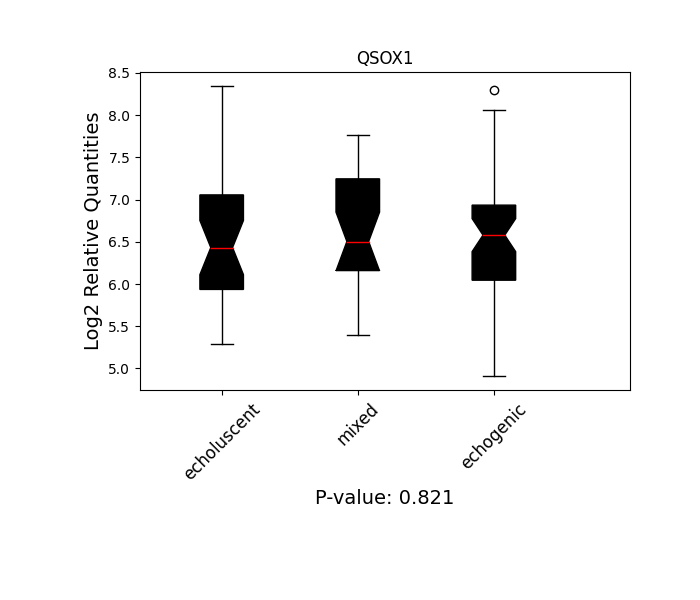 QSOX1
Log2 Relative Quantities
8.5
8.0
7.5
7.0
6.5
6.0
5.5
5.0
echoluscent
mixed
echogenic
P-value: 0.821